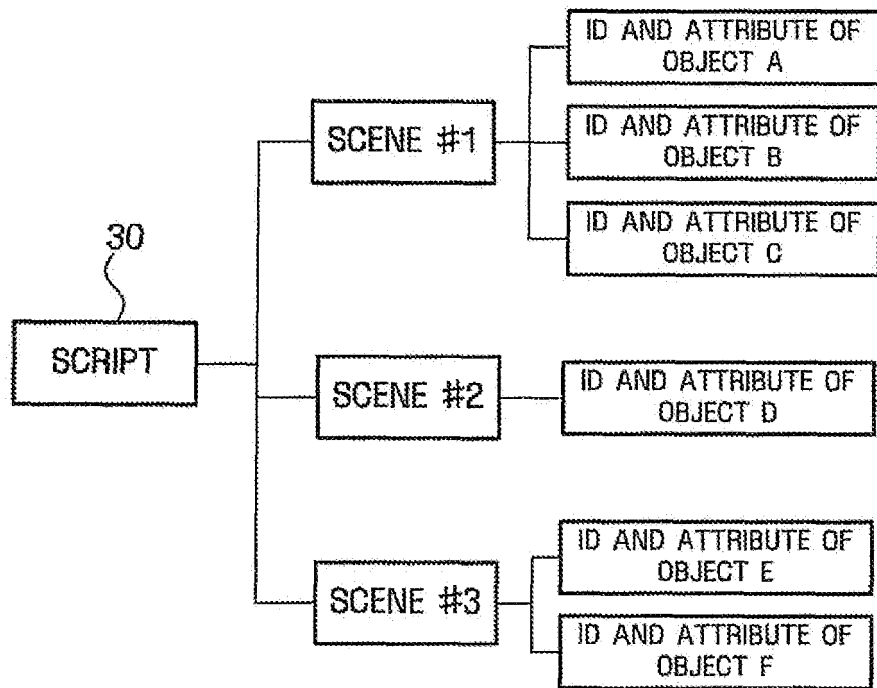 ID AND ATTRIBUTE OF
OBJECT A
SCENE #1
ID AND ATTRIBUTE OF
OBJECT B
ID AND ATTRIBUTE OF
OBJECT C
30
SCRIPT
SCENE #2
ID AND ATTRIBUTE OF
OBJECT D
SCENE #3
ID AND ATTRIBUTE OF
OBJECT E
ID AND ATTRIBUTE OF
OBJECT F